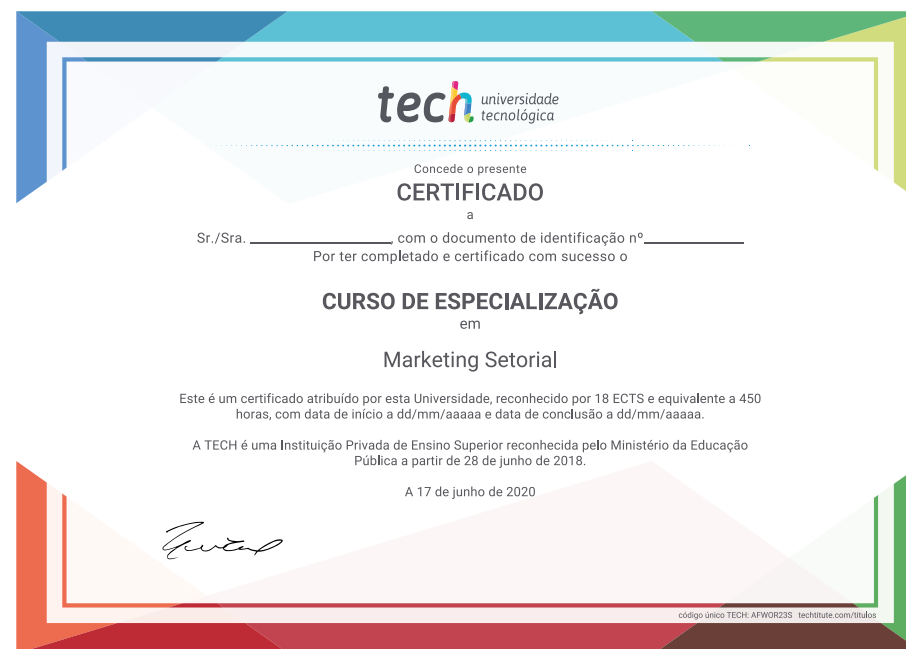 tech universidade
tecnológica
Concede o presente
CERTIFICADO
a
Sr./Sra. ____________________, com o documento de identificação nº______________
Por ter completado e certificado com sucesso o
CURSO DE ESPECIALIZAÇÃO
em
Marketing Setorial
Este é um certificado atribuído por esta Universidade, reconhecido por 18 ECTS e equivalente a 450
horas, com data de início a dd/mm/aaaaa e data de conclusão a dd/mm/aaaaa.
A TECH é uma Instituição Privada de Ensino Superior reconhecida pelo Ministério da Educação
Pública a partir de 28 de junho de 2018.
A 17 de junho de 2020
código único TECH: AFWOR23S techtitute.com/titulos